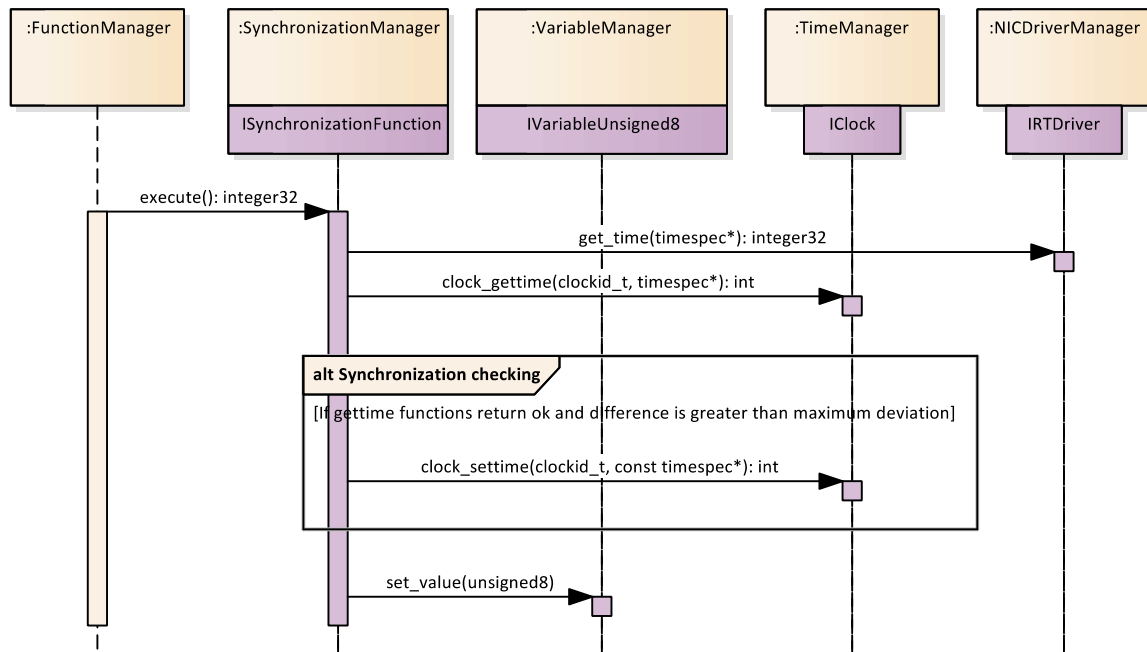 :FunctionManager
:SynchronizationManager
:VariableManager
:TimeManager
:NICDriverManager
ISynchronizationFunction
IVariableUnsigned8
IClock
IRTDriver
execute(): integer32
get_time(timespec*): integer32
clock_gettime(clockid_t, timespec*): int
alt Synchronization checking
[If gettime functions return ok and difference is greater than maximum deviation]
clock_settime(clockid_t, const timespec*): int
set_value(unsigned8)